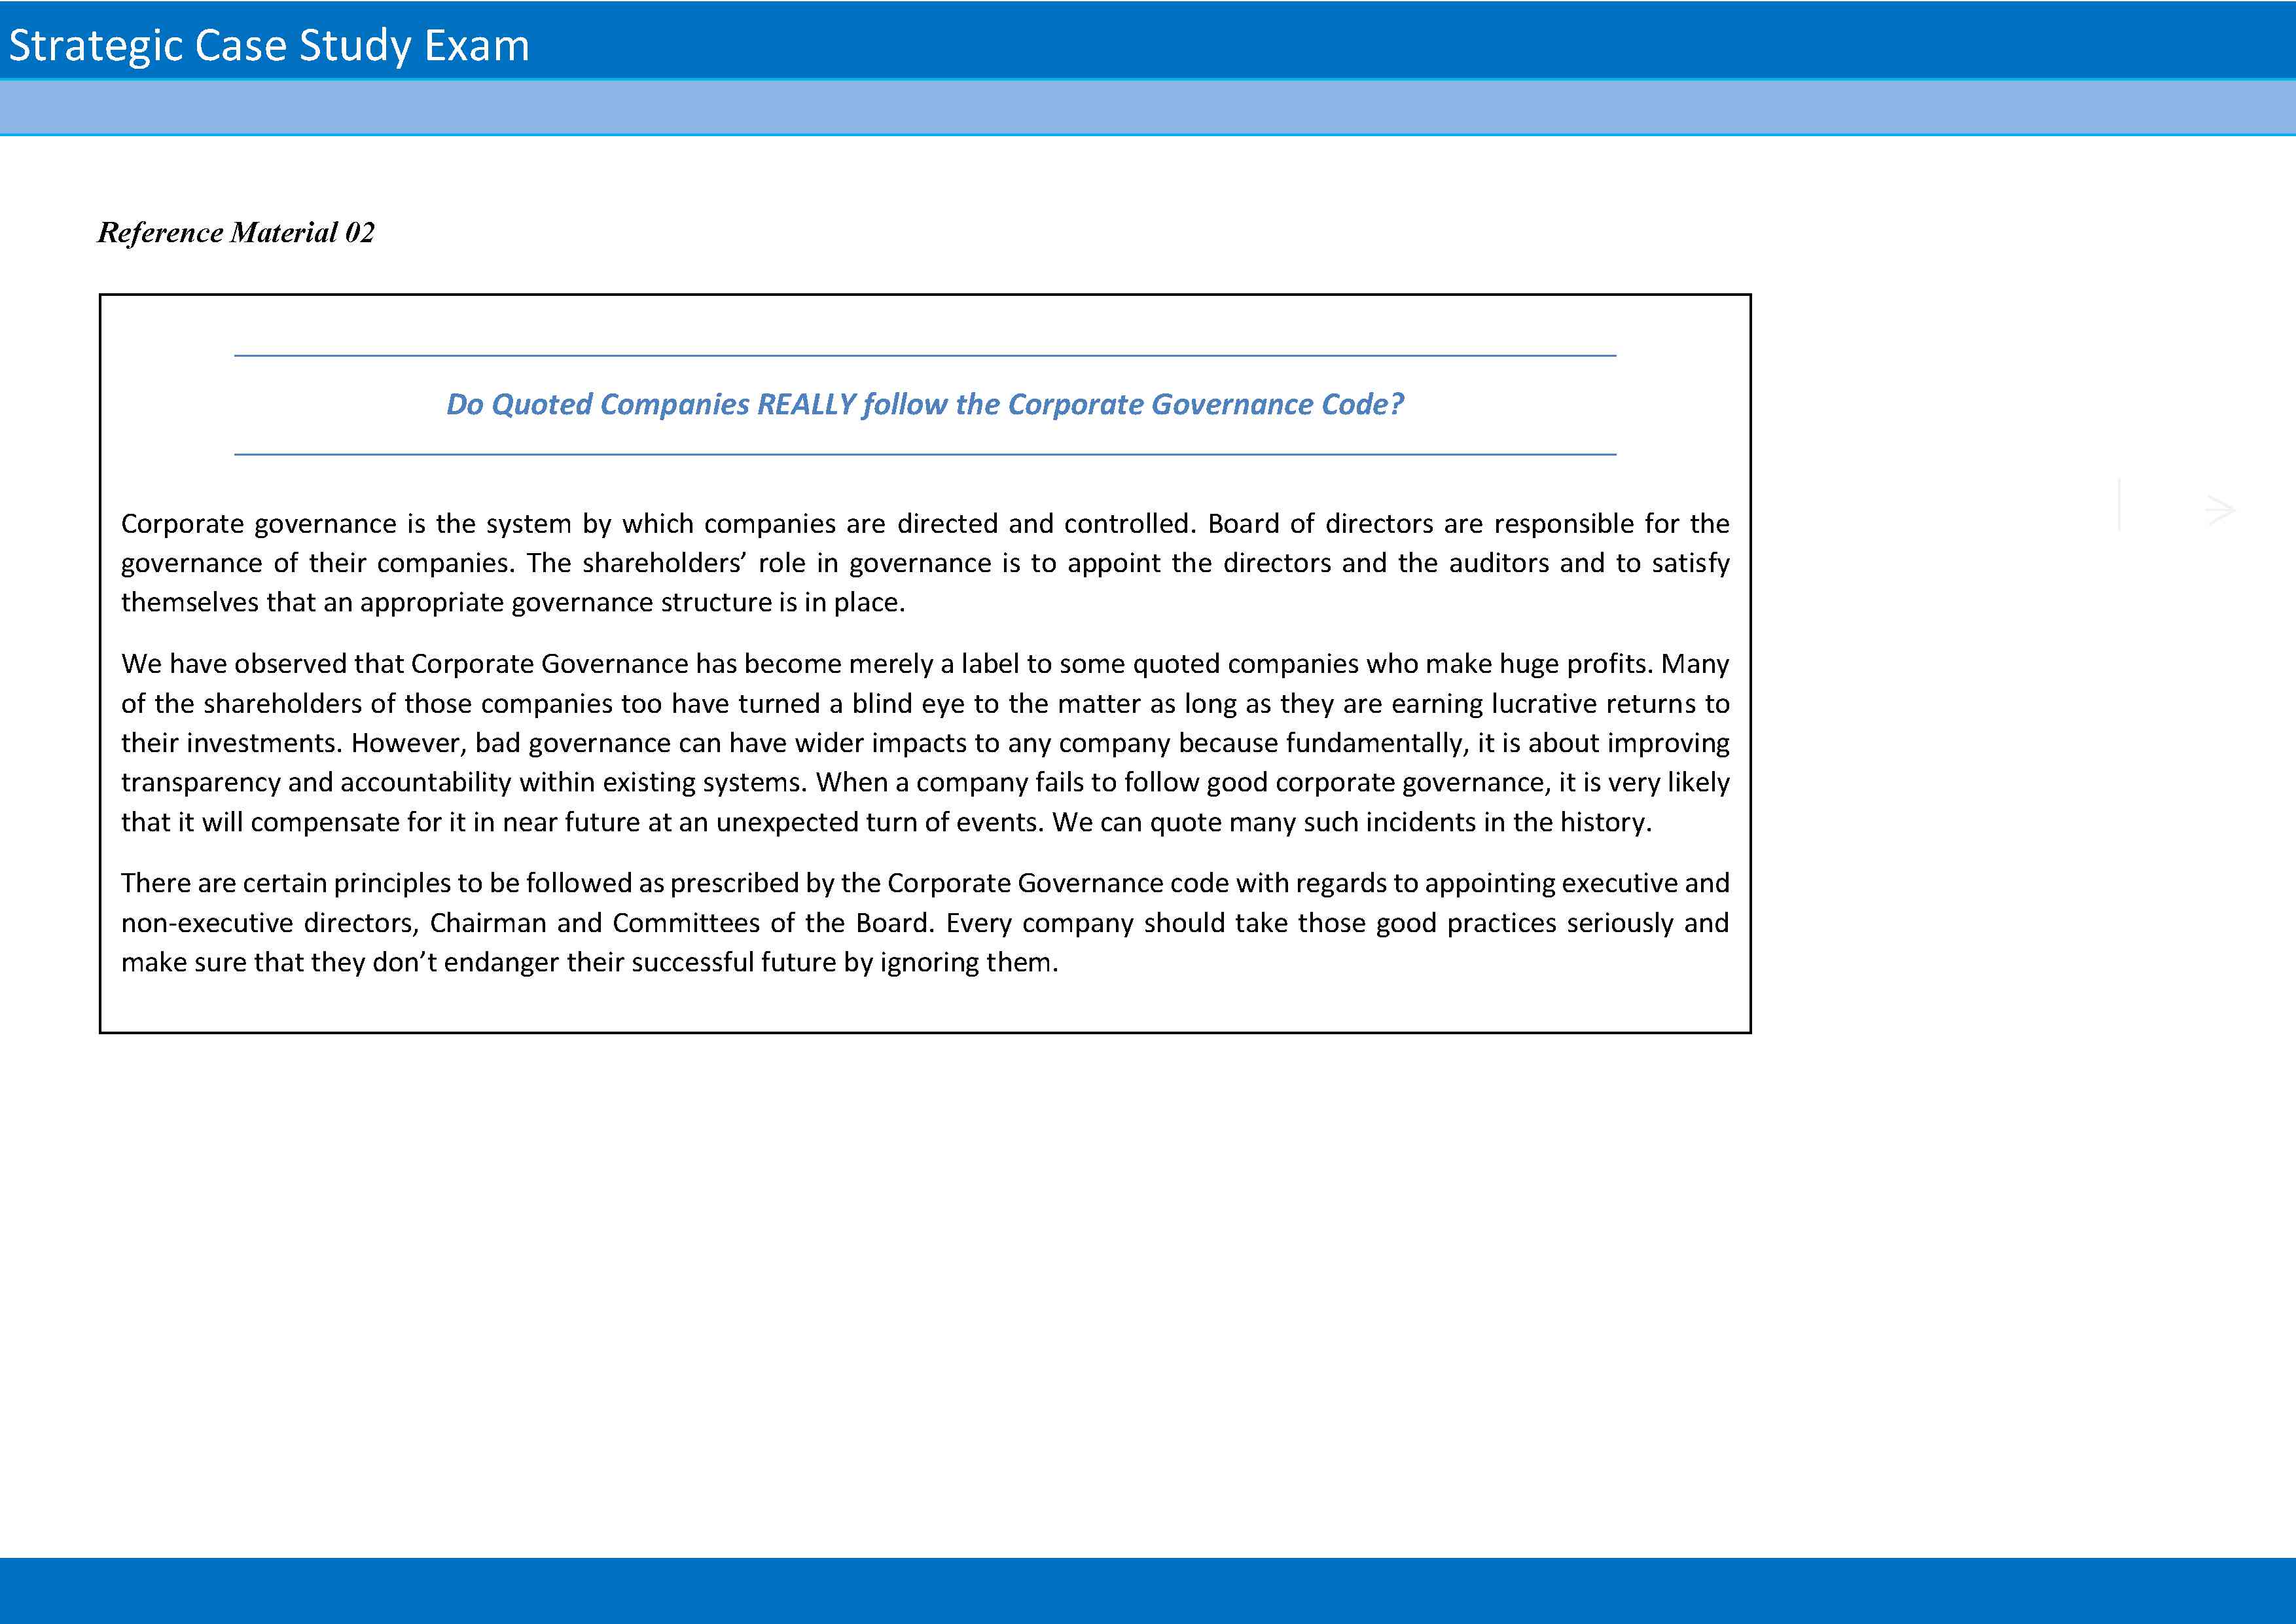 Strategic Case Study Exam
Reference Material 02
Do Quoted Companies REALLY follow the Corporate Governance Code?
Corporate governance is the system by which companies are directed and controlled. Board of directors are responsible for the
governance of their companies. The shareholders’ role in governance is to appoint the directors and the auditors and to satisfy
themselves that an appropriate governance structure is in place.
We have observed that Corporate Governance has become merely a label to some quoted companies who make huge profits. Many
of the shareholders of those companies too have turned a blind eye to the matter as long as they are earning lucrative returns to
their investments. However, bad governance can have wider impacts to any company because fundamentally, it is about improving
transparency and accountability within existing systems. When a company fails to follow good corporate governance, it is very likely
that it will compensate for it in near future at an unexpected turn of events. We can quote many such incidents in the history.
There are certain principles to be followed as prescribed by the Corporate Governance code with regards to appointing executive and
non-executive directors, Chairman and Committees of the Board. Every company should take those good practices seriously and
make sure that they don’t endanger their successful future by ignoring them.